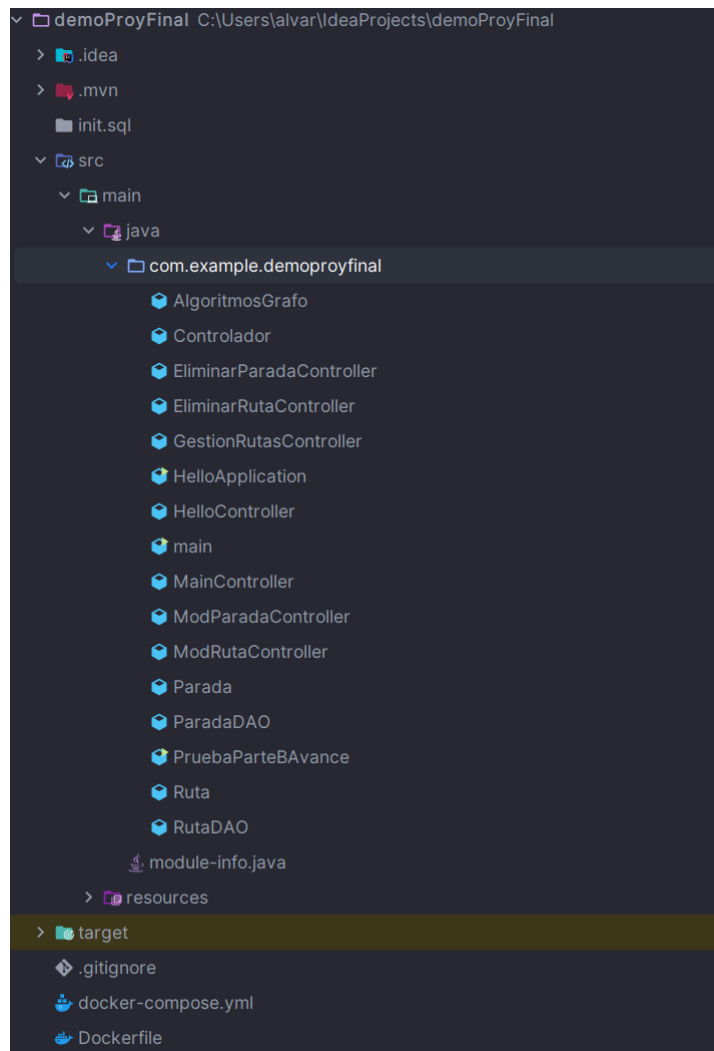 demoProyFinal C:\Users\alvar\IdeaProjects\demoProyFinal
.idea
.mvn
init.sql
src
main
java
com.example.demoproyfinal
AlgoritmosGrafo
Controlador
EliminarParadaController
EliminarRutaController
GestionRutasController
HelloApplication
HelloController
main
MainController
ModParadaController
ModRutaController
Parada
ParadaDAO
PruebaParteBAvance
Ruta
RutaDAO
module-info.java
resources
target
.gitignore
docker-compose.yml
Dockerfile